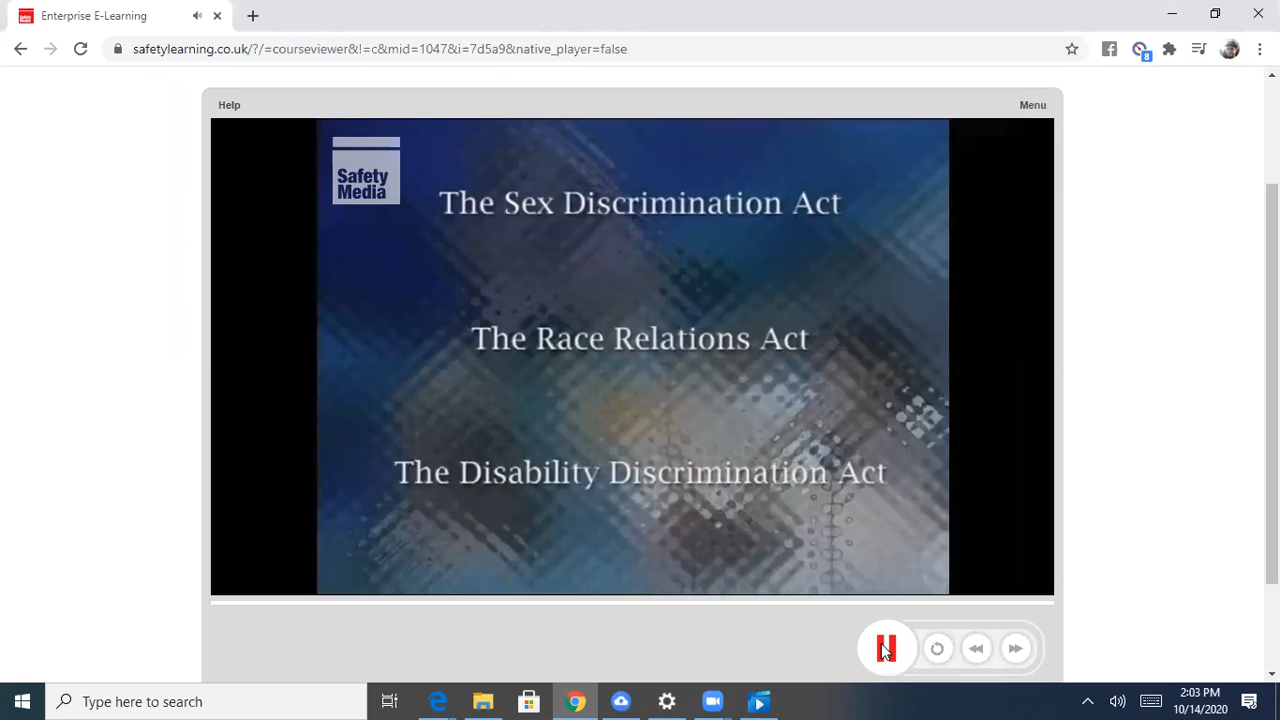 Enterprise E-Learning
safetylearning.co.uk/?/=courseviewer&!=c&mid=1047&i=7d5a9&native_player=false
8
Help
Menu
Safety
Media
The Sex Discrimination Act
The Race Relations Act
The Disability Discrimination Act
Type here to search
2:03 PM
10/14/2020